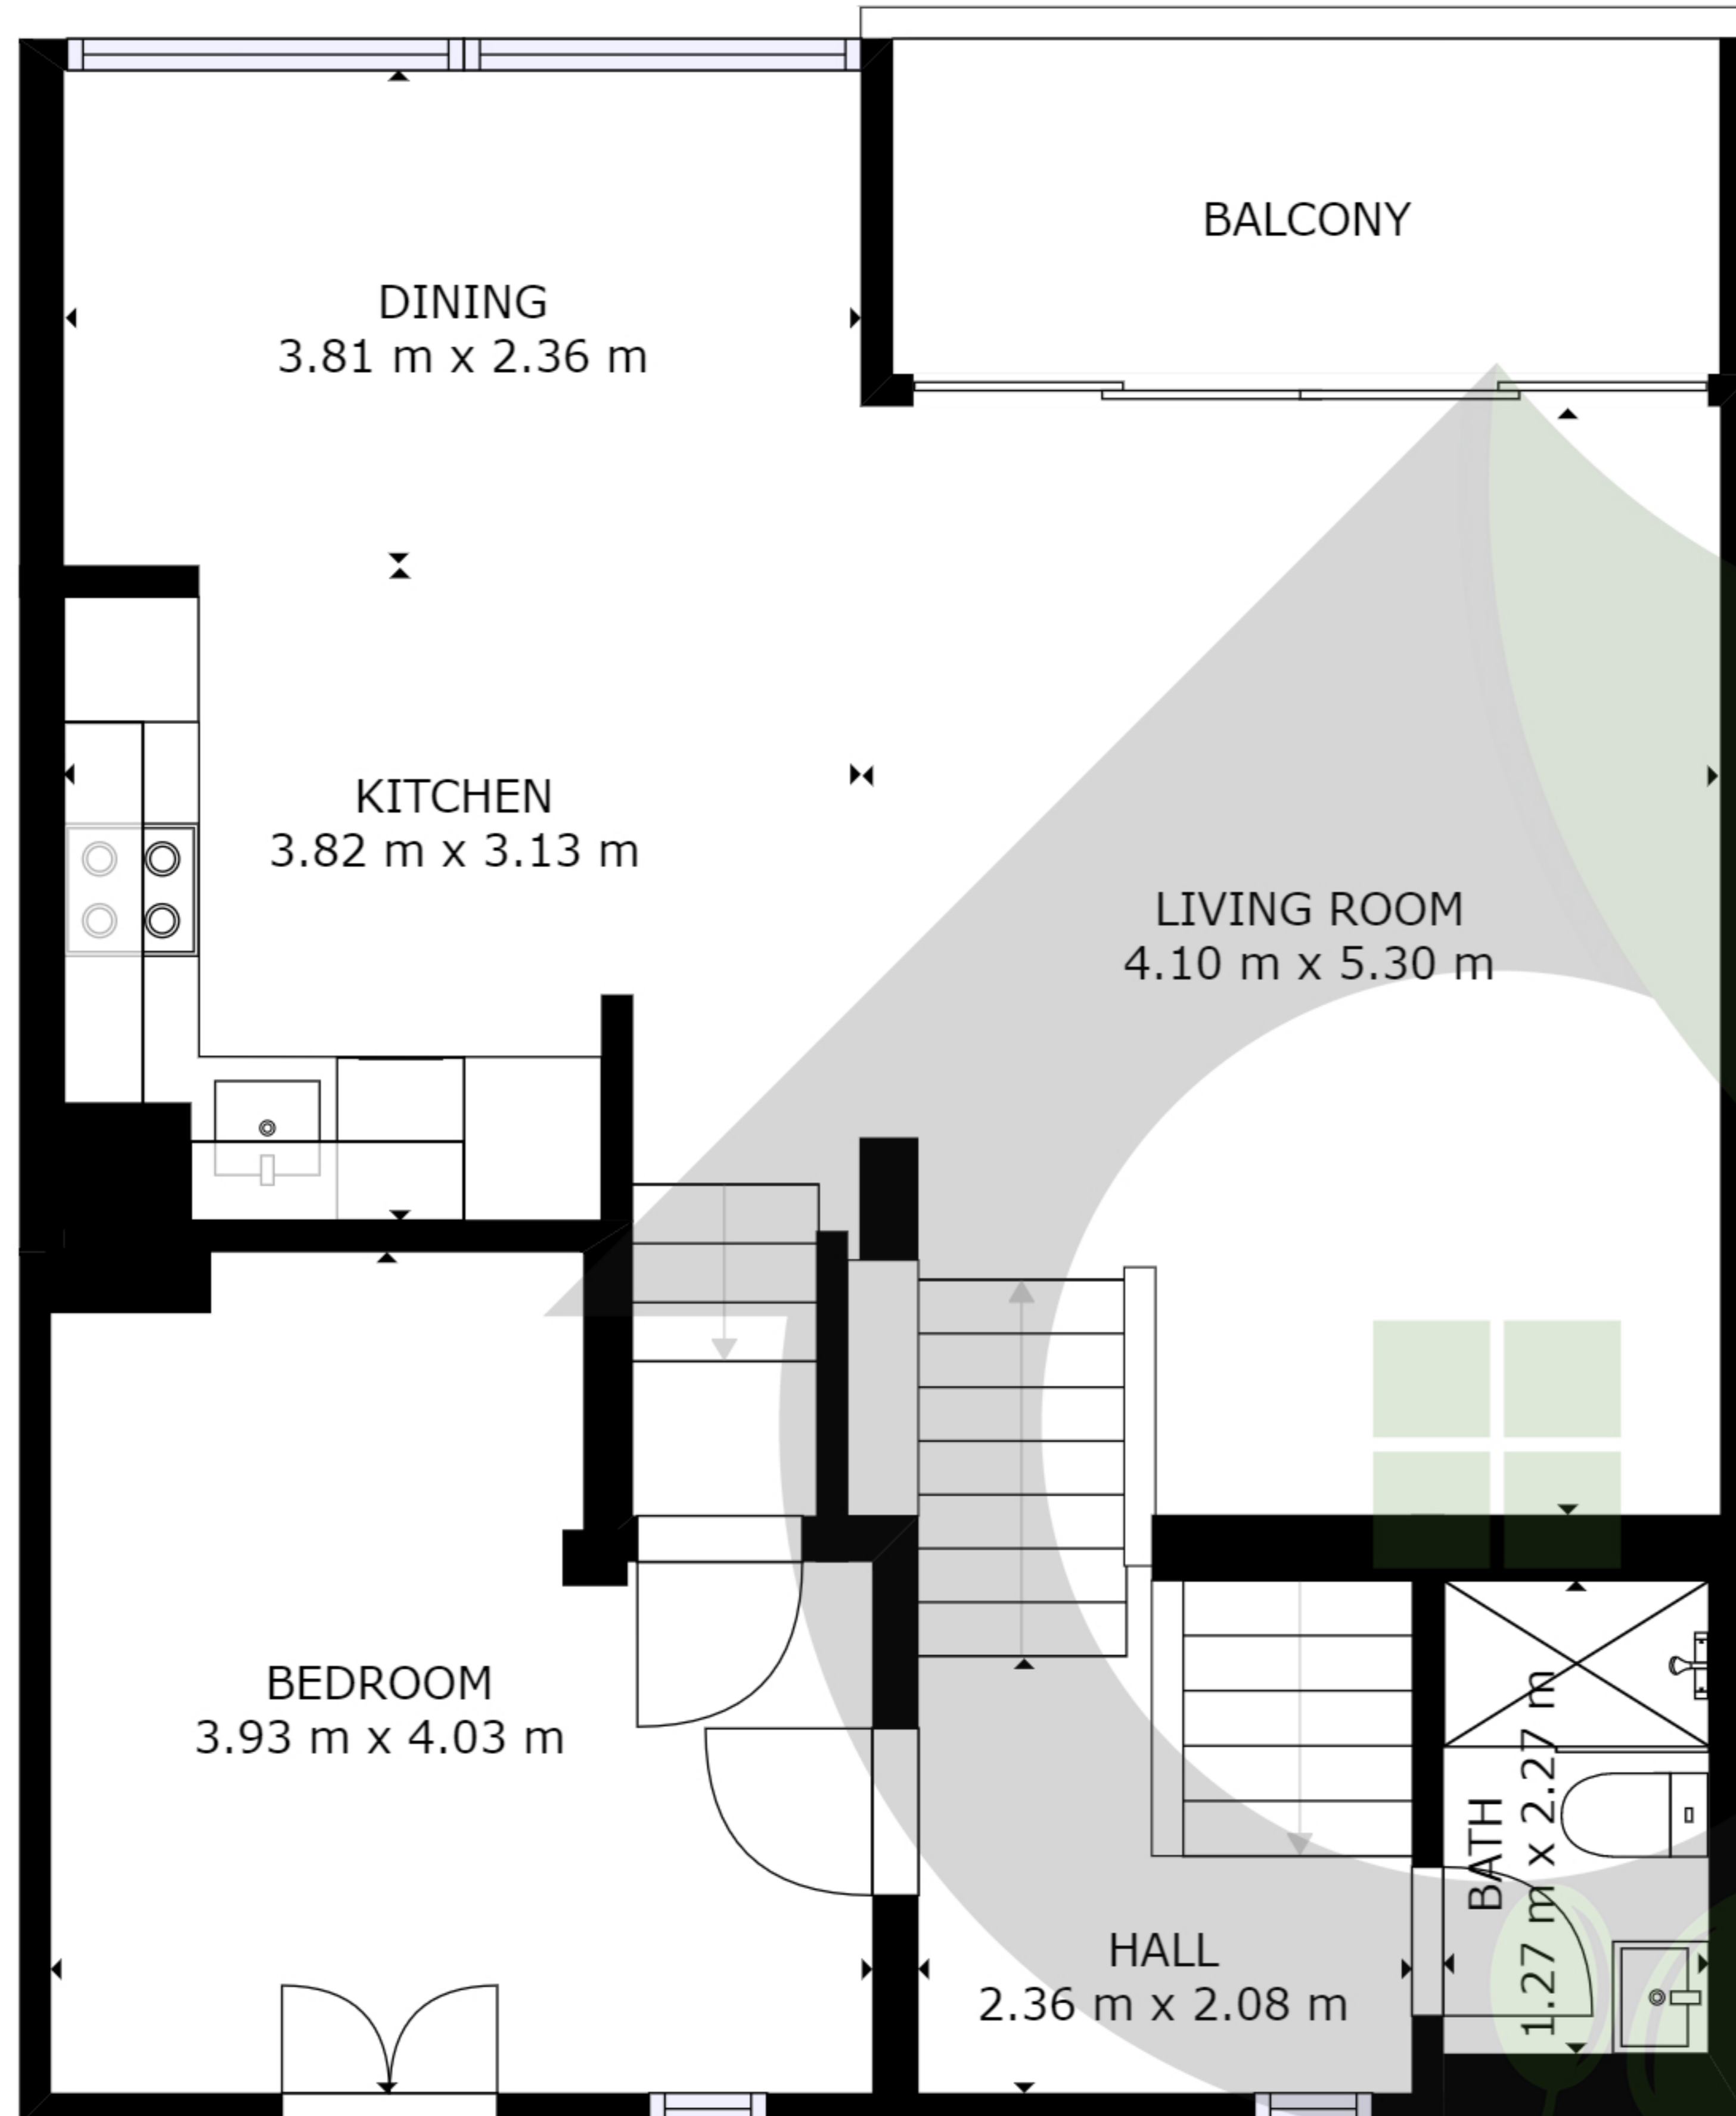 BALCONY
DINING
3.81 m x 2.36 m
KITCHEN
3.82 m x 3.13 m
LIVING ROOM
4.10 m x 5.30 m
BEDROOM
3.93 m x 4.03 m
BATH
1.27 m x 2.27 m
HALL
2.36 m x 2.08 m